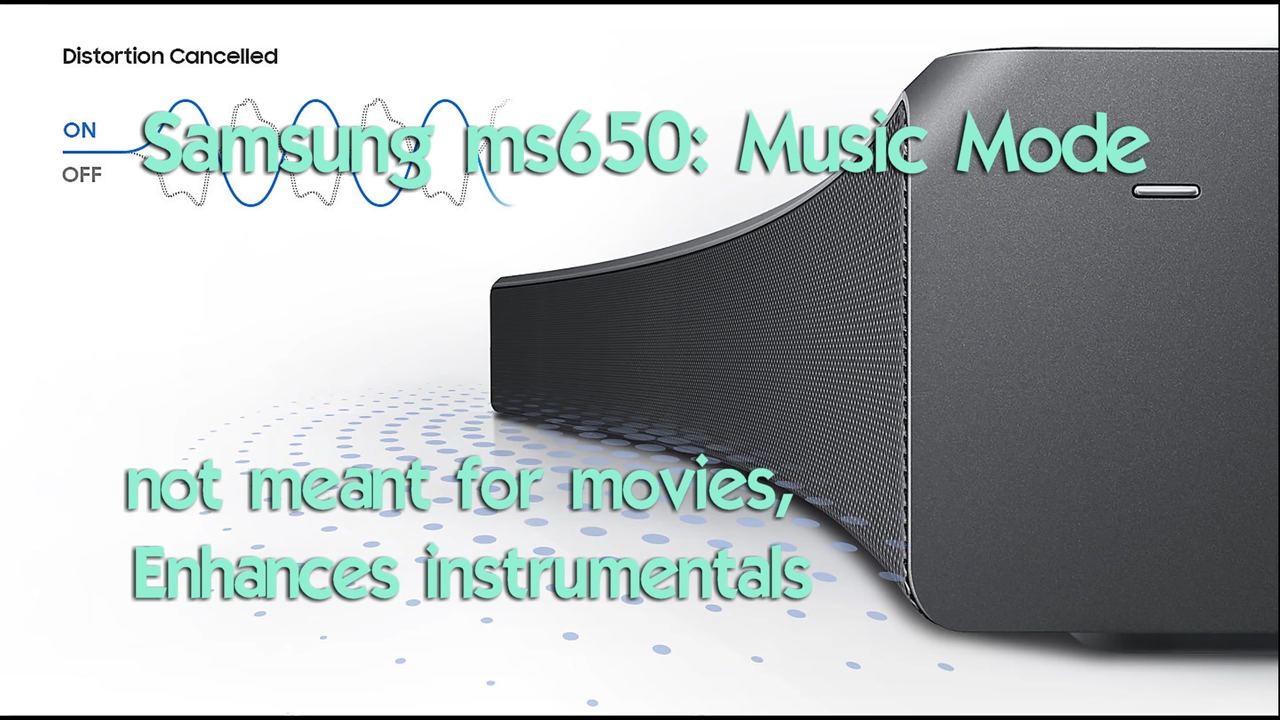 Distortion Cancelled
ON
OFF
Samsung ms650: Music Mode
not meant for movies,
Enhances instrumentals